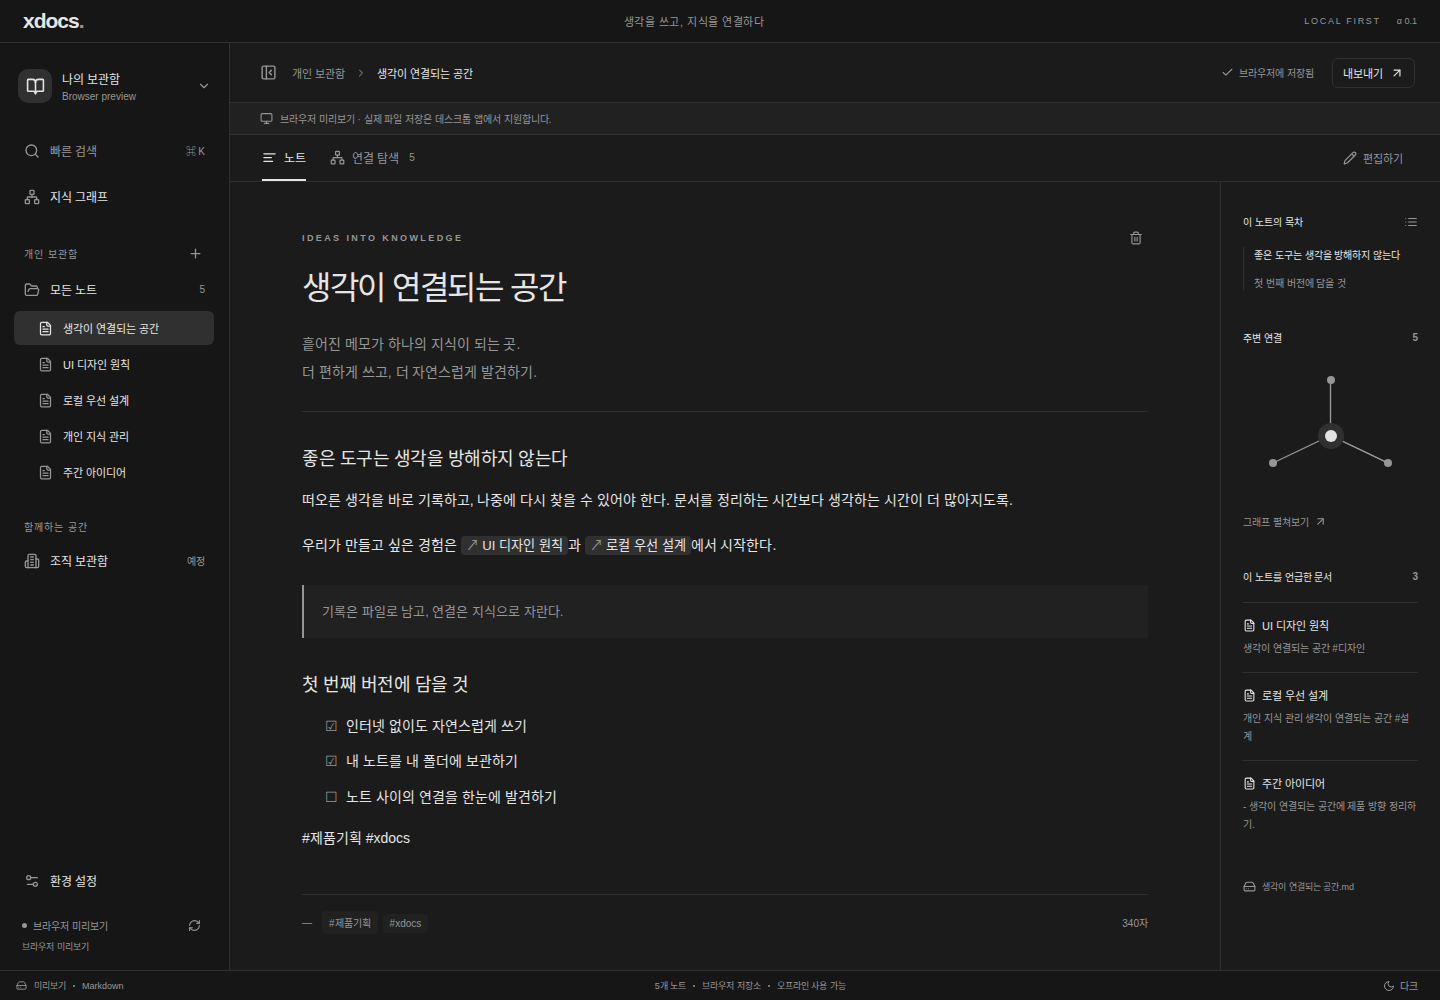 xdocs.
생각을 쓰고, 지식을 연결하다
LOCAL FIRST
α 0.1
나의 보관함
Browser preview
빠른 검색
⌘ K
지식 그래프
개인 보관함
모든 노트
5
생각이 연결되는 공간
UI 디자인 원칙
로컬 우선 설계
개인 지식 관리
주간 아이디어
함께하는 공간
조직 보관함
예정
환경 설정
브라우저 미리보기
브라우저 미리보기
개인 보관함
생각이 연결되는 공간
브라우저에 저장됨
내보내기
브라우저 미리보기 · 실제 파일 저장은 데스크톱 앱에서 지원합니다.
노트
연결 탐색 5
편집하기
IDEAS INTO KNOWLEDGE
생각이 연결되는 공간
흩어진 메모가 하나의 지식이 되는 곳.
더 편하게 쓰고, 더 자연스럽게 발견하기.
좋은 도구는 생각을 방해하지 않는다
떠오른 생각을 바로 기록하고, 나중에 다시 찾을 수 있어야 한다. 문서를 정리하는 시간보다 생각하는 시간이 더 많아지도록.
우리가 만들고 싶은 경험은 ↗ UI 디자인 원칙 과 ↗ 로컬 우선 설계 에서 시작한다.
기록은 파일로 남고, 연결은 지식으로 자란다.
첫 번째 버전에 담을 것
☑ 인터넷 없이도 자연스럽게 쓰기
☑ 내 노트를 내 폴더에 보관하기
☐ 노트 사이의 연결을 한눈에 발견하기
#제품기획 #xdocs
— #제품기획 #xdocs
340자
이 노트의 목차
좋은 도구는 생각을 방해하지 않는다
첫 번째 버전에 담을 것
주변 연결
5
그래프 펼쳐보기
이 노트를 언급한 문서
3
UI 디자인 원칙
생각이 연결되는 공간 #디자인
로컬 우선 설계
개인 지식 관리 생각이 연결되는 공간 #설
계
주간 아이디어
- 생각이 연결되는 공간에 제품 방향 정리하
기.
생각이 연결되는 공간.md
미리보기 · Markdown
5개 노트 · 브라우저 저장소 · 오프라인 사용 가능
다크